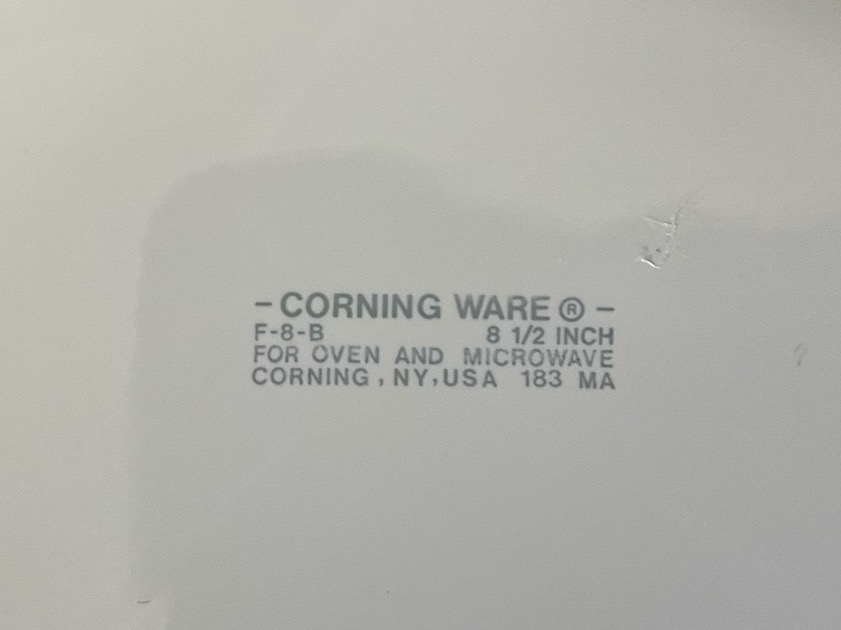 - CORNING WARE ® -
F-8-B 8 1/2 INCH
FOR OVEN AND MICROWAVE
CORNING, NY, USA 183 MA